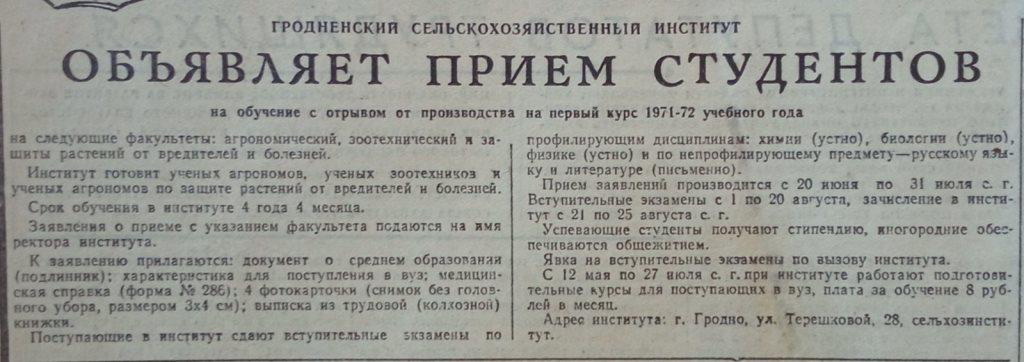 ГРОДНЕНСКИЙ СЕЛЬСКОХОЗЯЙСТВЕННЫЙ ИНСТИТУТ
ОБЪЯВЛЯЕТ ПРИЕМ СТУДЕНТОВ
на обучение с отрывом от производства на первый курс 1971-72 учебного года
на следующие факультеты: агрономический, зоотехнический и за-
щиты растений от вредителей и болезней.
Институт готовит ученых агрономов, ученых зоотехников и
ученых агрономов по защите растений от вредителей и болезней.
Срок обучения в институте 4 года 4 месяца.
Заявления о приеме с указанием факультета подаются на имя
ректора института.
К заявлению прилагаются: документ о среднем образовании
(подлинник); характеристика для поступления в вуз; медицин-
ская справка (форма № 286); 4 фотокарточки (снимок без голов-
ного убора, размером 3х4 см); выписка из трудовой (колхозной)
книжки.
Поступающие в институт сдают вступительные экзамены по
профилирующим дисциплинам: химии (устно), биологии (устно),
физике (устно) и по непрофилирующему предмету—русскому язы-
ку и литературе (письменно).
Прием заявлений производится с 20 июня по 31 июля с. г.
Вступительные экзамены с 1 по 20 августа, зачисление в инсти-
тут с 21 по 25 августа с. г.
Успевающие студенты получают стипендию, иногородние обес-
печиваются общежитием.
Явка на вступительные экзамены по вызову института.
С 12 мая по 27 июля с. г. при институте работают подготови-
тельные курсы для поступающих в вуз, плата за обучение 8 руб-
лей в месяц.
Адрес института: г. Гродно, ул. Терешковой, 28, сельхозинсти-
тут.